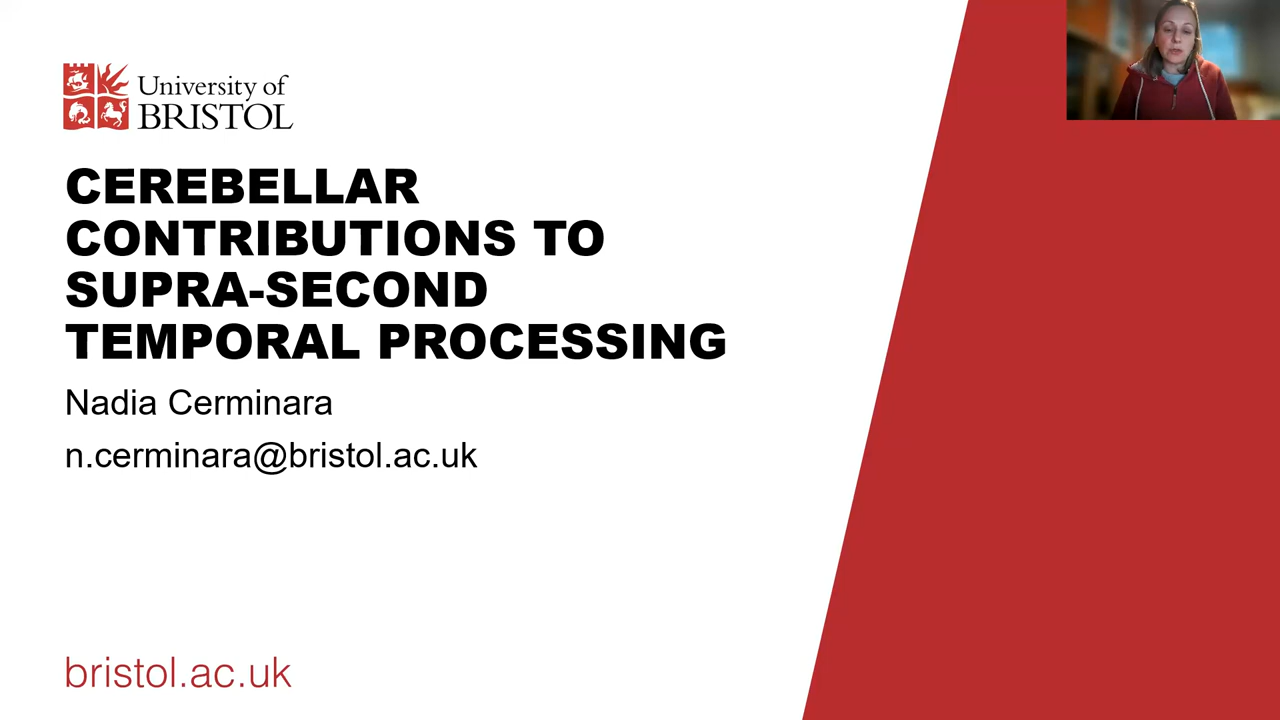 University of
BRISTOL
CEREBELLAR
CONTRIBUTIONS TO
SUPRA-SECOND
TEMPORAL PROCESSING
Nadia Cerminara
n.cerminara@bristol.ac.uk
bristol.ac.uk